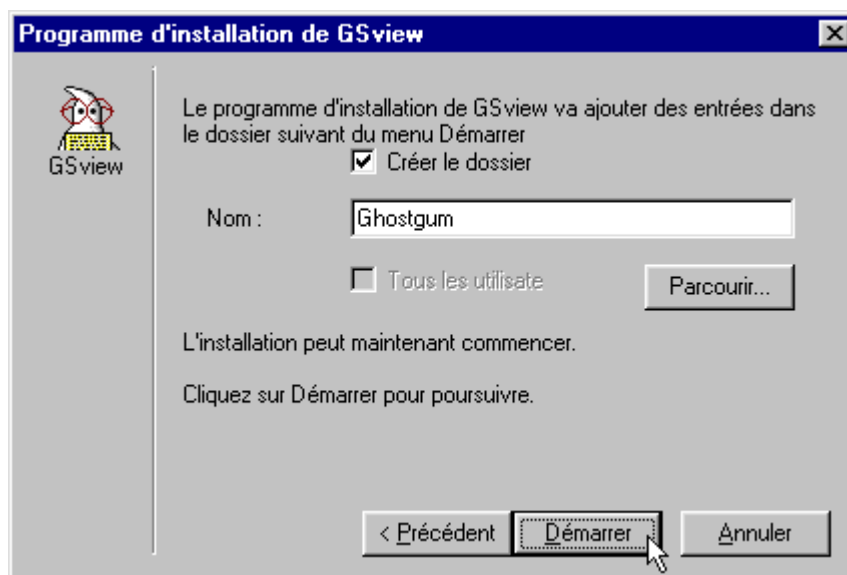 Programme d'installation de GSview
GSview
Le programme d'installation de GSview va ajouter des entrées dans
le dossier suivant du menu Démarrer
Créer le dossier
Nom :
Ghostgum
Tous les utilisate
Parcourir...
L'installation peut maintenant commencer.
Cliquez sur Démarrer pour poursuivre.
< Précédent
Démarrer
Annuler